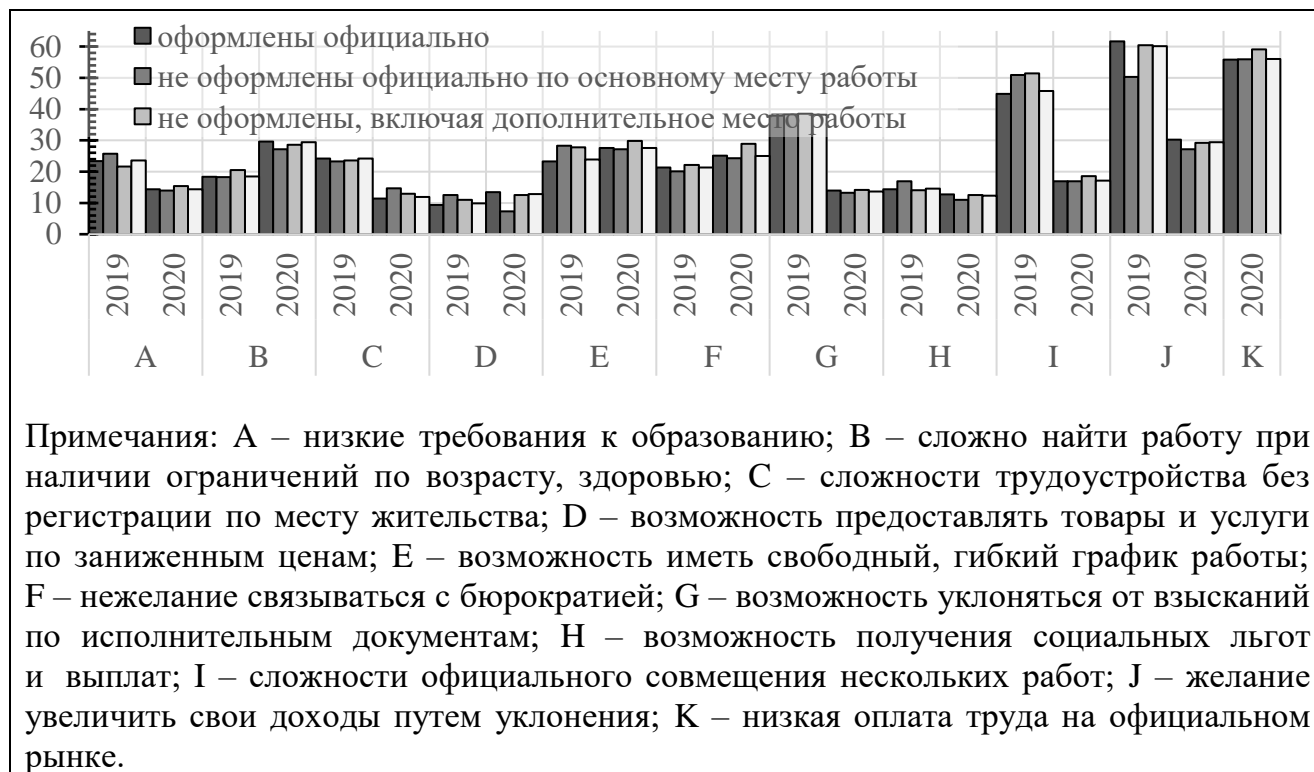 60
50
40
30
20
10
0
оформлены официально
не оформлены официально по основному месту работы
не оформлены, включая дополнительное место работы
2019 2020 2019 2020 2019 2020 2019 2020 2019 2020 2019 2020 2019 2020 2019 2020 2019 2020 2019 2020 2020
A B C D E F G H I J K
Примечания: A – низкие требования к образованию; B – сложно найти работу при
наличии ограничений по возрасту, здоровью; C – сложности трудоустройства без
регистрации по месту жительства; D – возможность предоставлять товары и услуги
по заниженным ценам; E – возможность иметь свободный, гибкий график работы;
F – нежелание связываться с бюрократией; G – возможность уклоняться от взысканий
по исполнительным документам; H – возможность получения социальных льгот
и выплат; I – сложности официального совмещения нескольких работ; J – желание
увеличить свои доходы путем уклонения; K – низкая оплата труда на официальном
рынке.